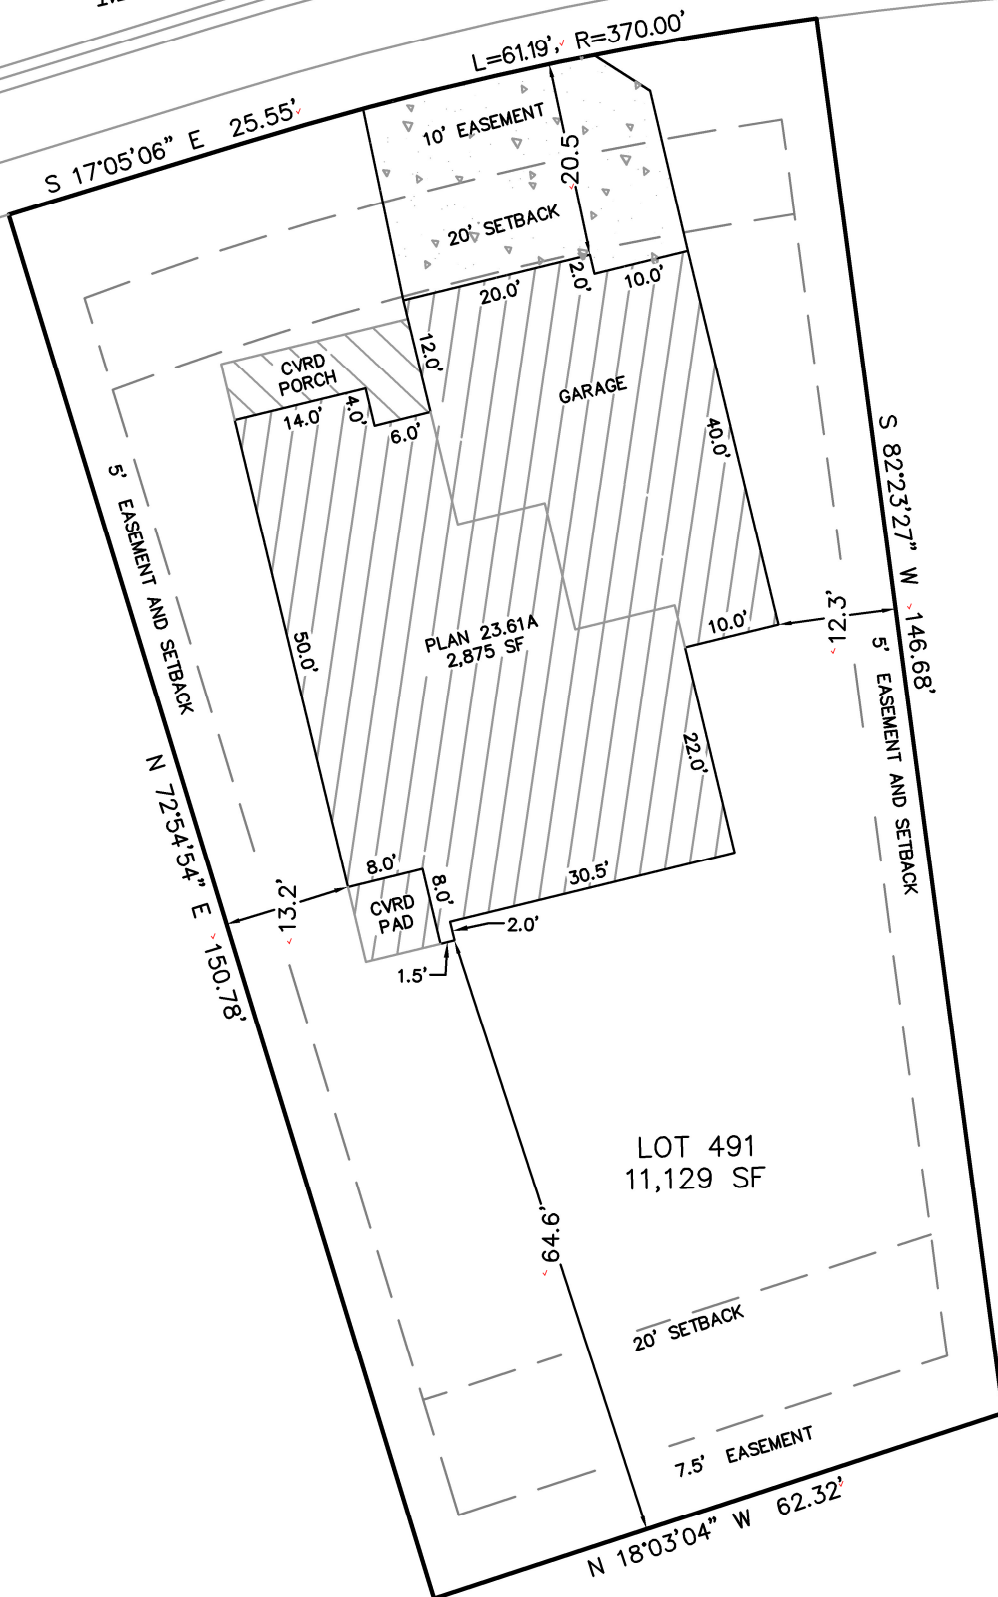 L=61.19', R=370.00'
S 17°05'06" E 25.55'
10' EASEMENT
20.5
20' SETBACK
20.0'
2.0'
10.0'
12.0'
CVRD
PORCH
GARAGE
14.0'
4.0'
6.0'
40.0'
S 82°23'27" W 146.68'
5' EASEMENT AND SETBACK
PLAN 23.61A
2,875 SF
50.0'
10.0'
12.3'
5' EASEMENT AND SETBACK
22.0'
N 72°54'54" E 150.78'
13.2'
8.0'
8.0'
30.5'
CVRD
PAD
2.0'
1.5'
LOT 491
11,129 SF
64.6'
20' SETBACK
7.5' EASEMENT
N 18°03'04" W 62.32'